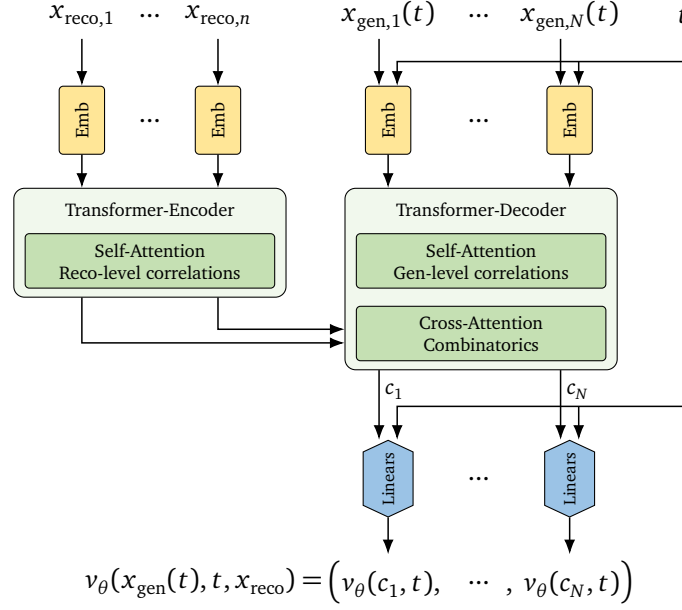 x_reco,1 ... x_reco,n x_gen,1(t) ... x_gen,N(t) t
Emb ... Emb Emb ... Emb
Transformer-Encoder
Self-Attention
Reco-level correlations
Transformer-Decoder
Self-Attention
Gen-level correlations
Cross-Attention
Combinatorics
c_1 c_N
Linears ... Linears
v_θ(x_gen(t), t, x_reco) = (v_θ(c_1, t), ... , v_θ(c_N, t))